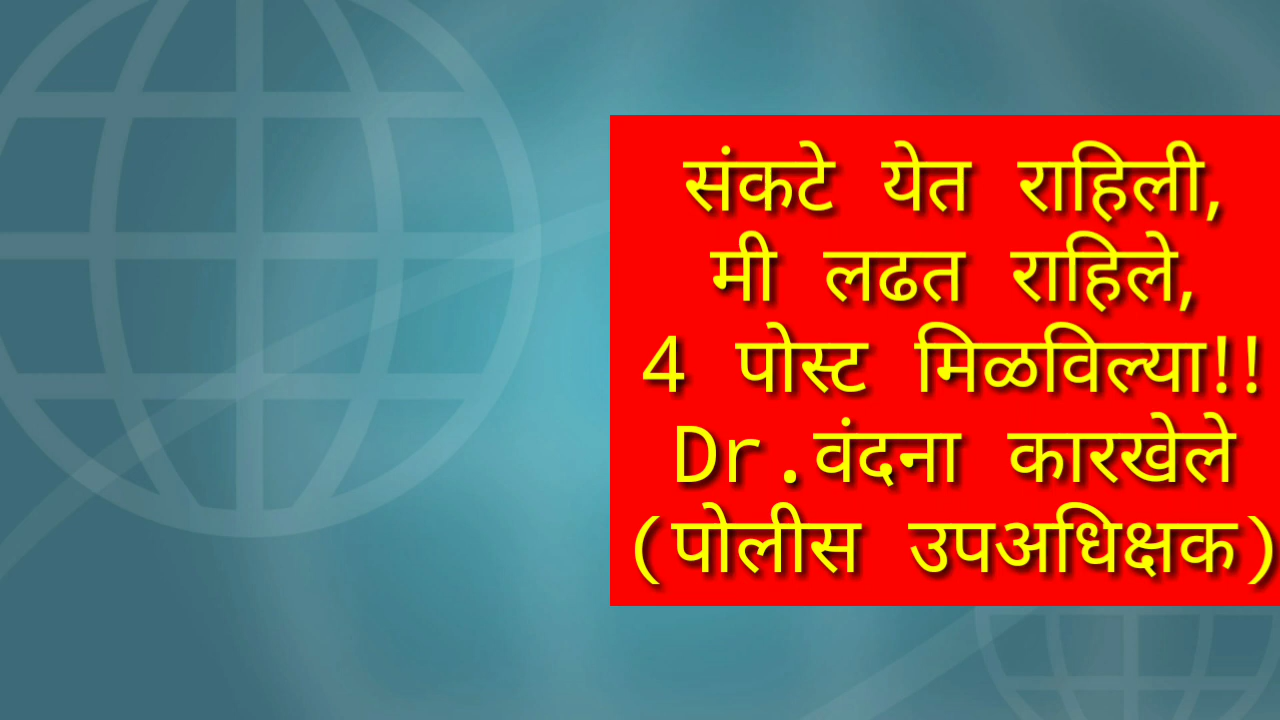 संकटे येत राहिली,
मी लढत राहिले,
4 पोस्ट मिळविल्या!!
Dr.वंदना कारखेले
(पोलीस उपअधिक्षक)